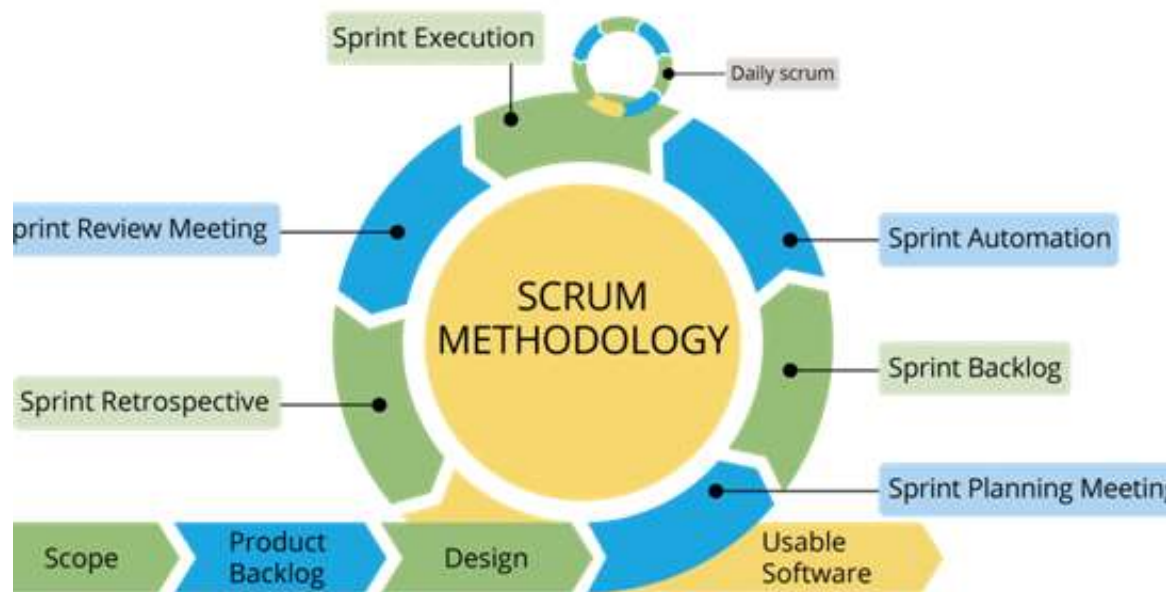 Sprint Execution
Daily scrum
print Review Meeting
Sprint Automation
SCRUM
METHODOLOGY
Sprint Backlog
Sprint Retrospective
Sprint Planning Meeting
Scope
Product
Backlog
Design
Usable
Software